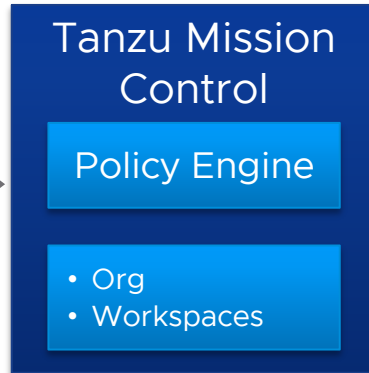 Tanzu Mission
Control
Policy Engine
• Org
• Workspaces